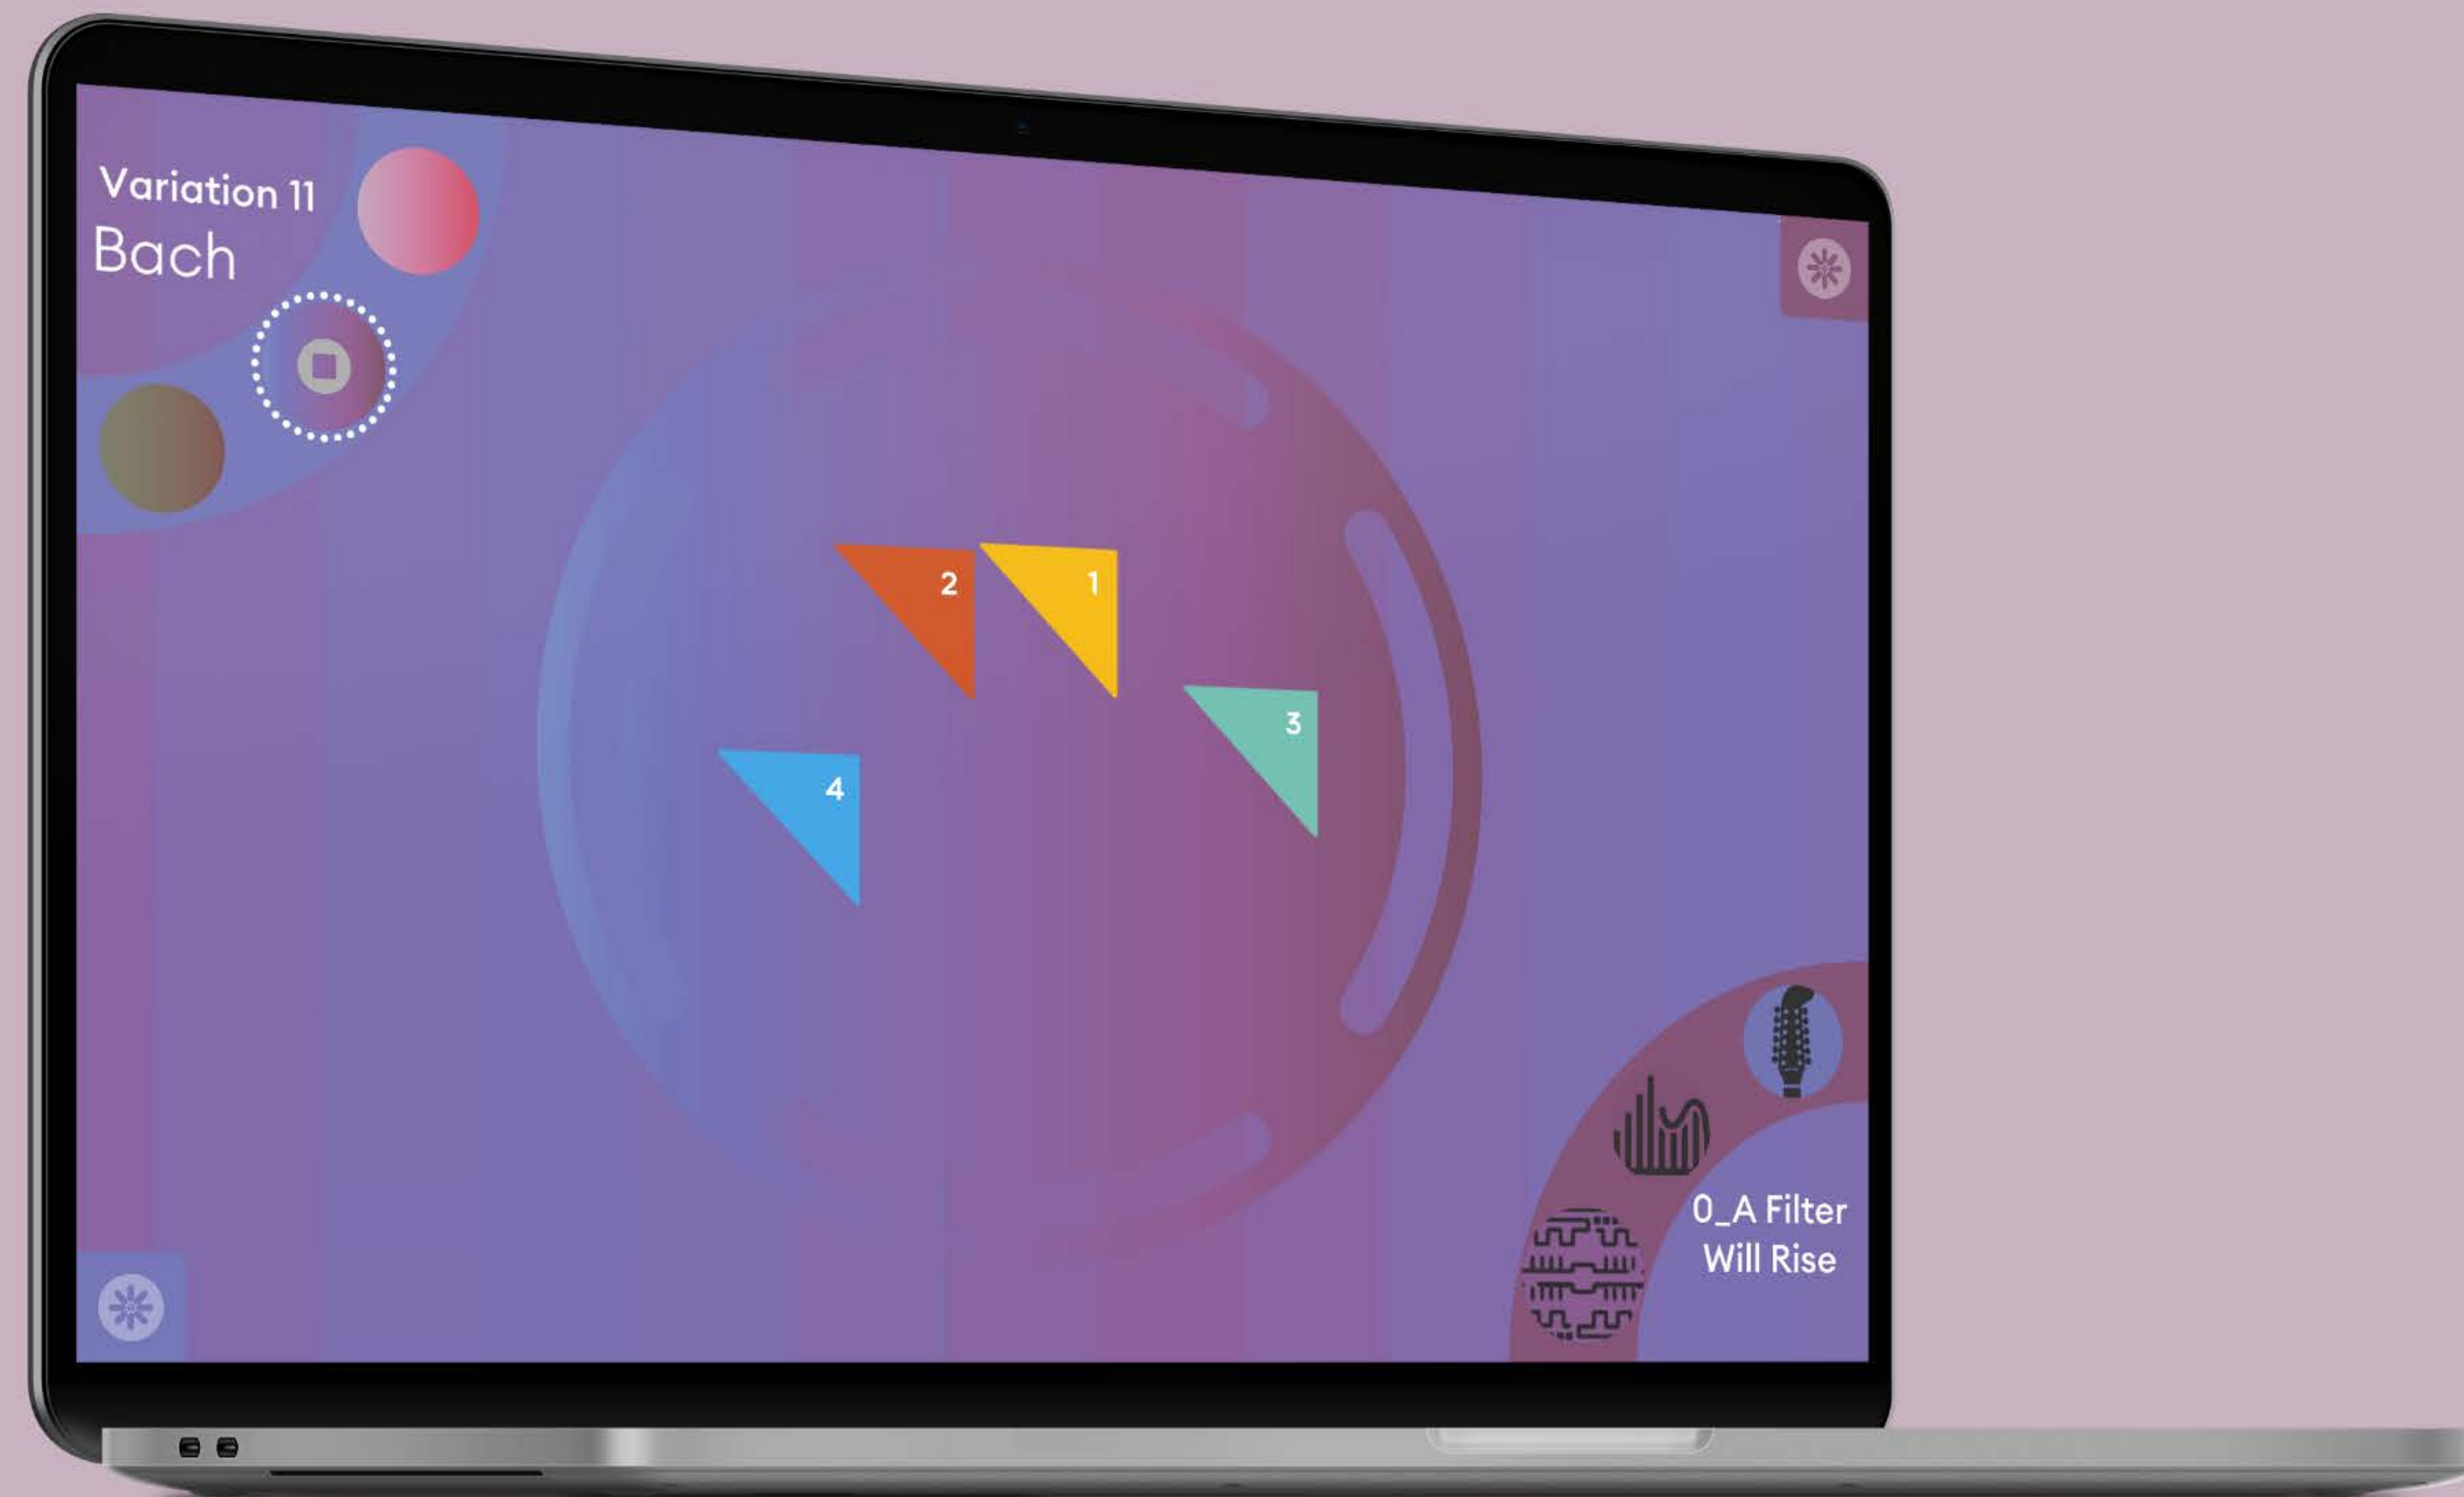 Variation 11
Bach
2
1
3
4
0_A Filter
Will Rise